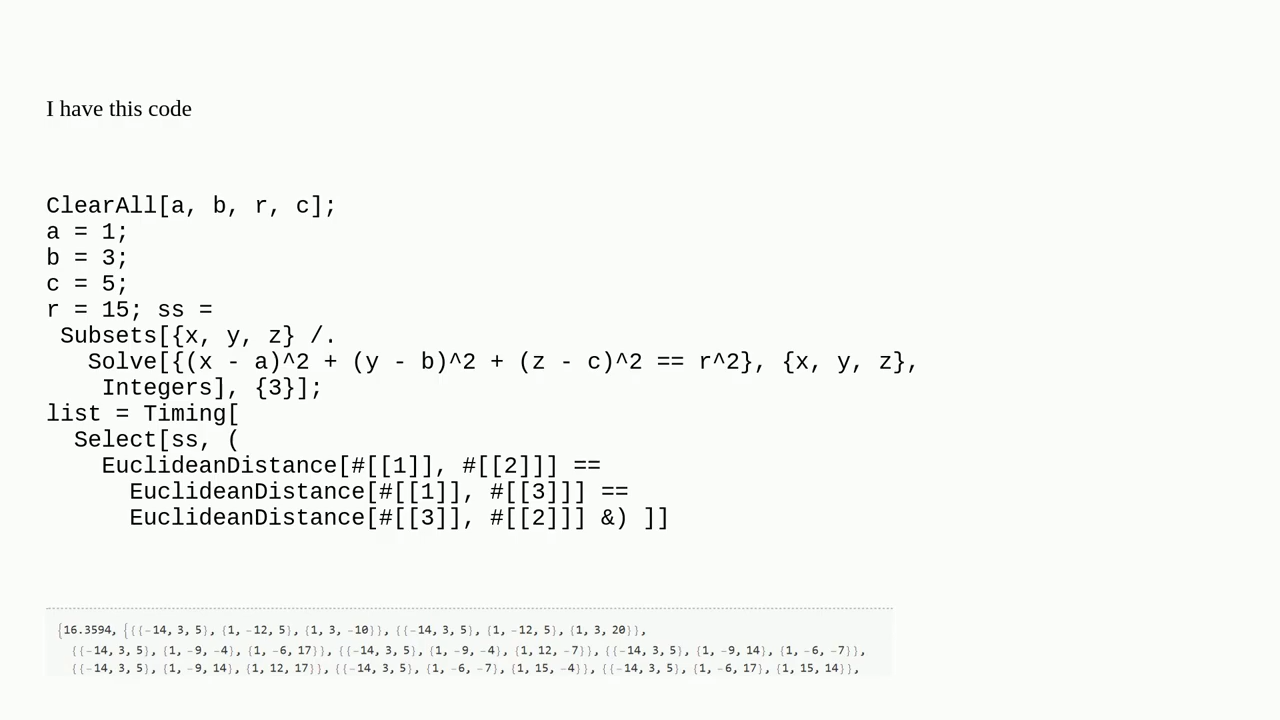 I have this code
ClearAll[a, b, r, c];
a = 1;
b = 3;
c = 5;
r = 15; ss =
Subsets[{x, y, z} /.
Solve[{(x - a)^2 + (y - b)^2 + (z - c)^2 == r^2}, {x, y, z},
Integers], {3}];
list = Timing[
Select[ss, (
EuclideanDistance[#[[1]], #[[2]]] ==
EuclideanDistance[#[[1]], #[[3]]] ==
EuclideanDistance[#[[3]], #[[2]]] &) ]]
{16.3594, {{{-14, 3, 5}, {1, -12, 5}, {1, 3, -10}}, {{-14, 3, 5}, {1, -12, 5}, {1, 3, 20}},
{{-14, 3, 5}, {1, -9, -4}, {1, -6, 17}}, {{-14, 3, 5}, {1, -9, -4}, {1, 12, -7}}, {{-14, 3, 5}, {1, -9, 14}, {1, -6, -7}},
{{-14, 3, 5}, {1, -9, 14}, {1, 12, 17}}, {{-14, 3, 5}, {1, -6, -7}, {1, 15, -4}}, {{-14, 3, 5}, {1, -6, 17}, {1, 15, 14}},